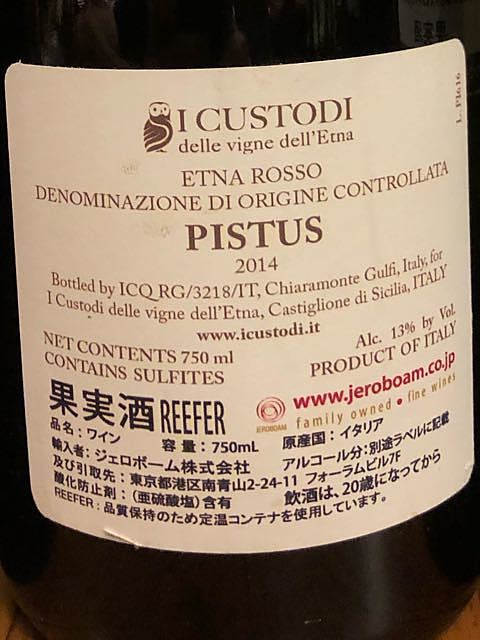 L. PI616
I CUSTODI
delle vigne dell'Etna
ETNA ROSSO
DENOMINAZIONE DI ORIGINE CONTROLLATA
PISTUS
2014
Bottled by ICQ RG/3218/IT, Chiaramonte Gulfi, Italy, for
I Custodi delle vigne dell'Etna, Castiglione di Sicilia, ITALY
www.icustodi.it
NET CONTENTS 750 ml Alc. 13% by Vol.
CONTAINS SULFITES PRODUCT OF ITALY
果実酒 REEFER JEROBOAM www.jeroboam.co.jp
family owned • fine wines
品名：ワイン 容量：750mL 原産国：イタリア
輸入者：ジェロボーム株式会社 アルコール分：別途ラベルに記載
及び引取先：東京都港区南青山2-24-11 フォーラムビル7F
酸化防止剤：（亜硫酸塩）含有 飲酒は、20歳になってから
REEFER：品質保持のため定温コンテナを使用しています。